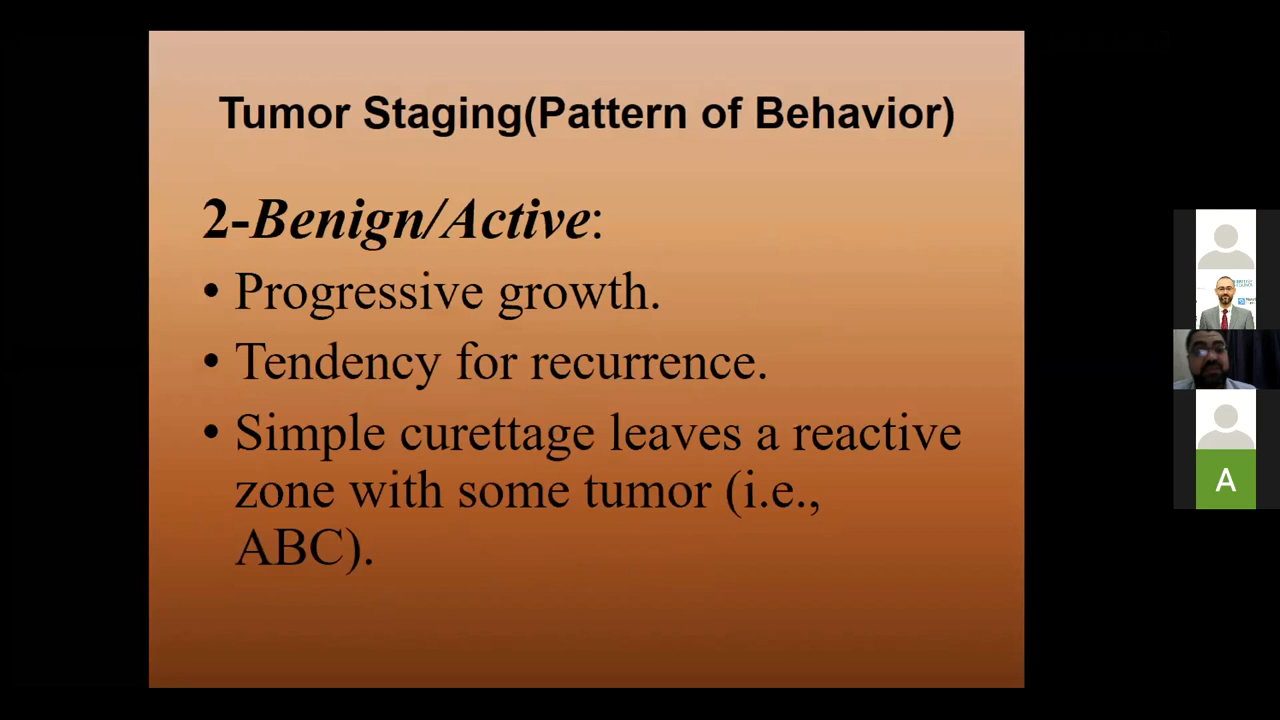 Tumor Staging(Pattern of Behavior)
2-Benign/Active:
• Progressive growth.
• Tendency for recurrence.
• Simple curettage leaves a reactive
zone with some tumor (i.e.,
ABC).
A